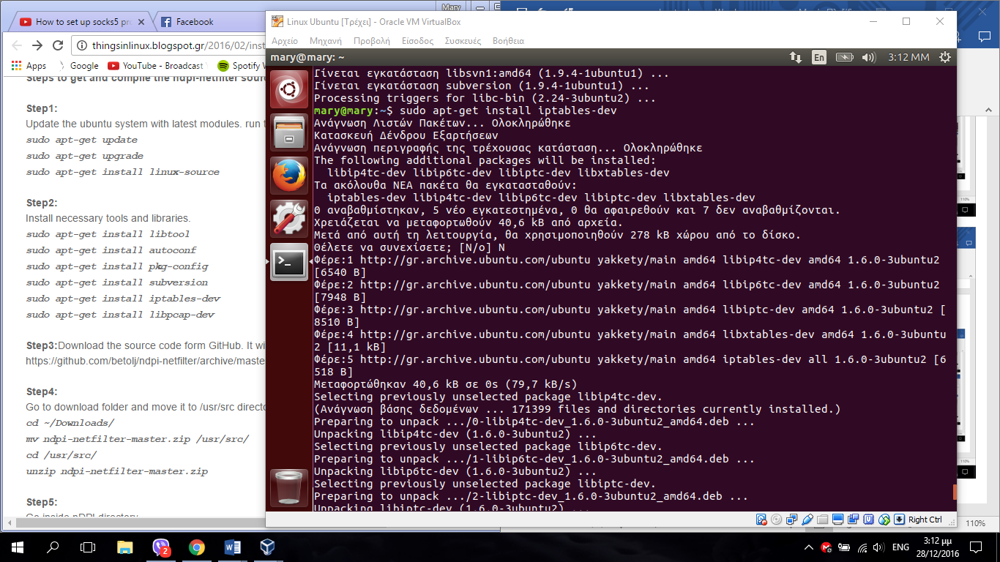 Mary
How to set up socks5 pr
Facebook
thingsinlinux.blogspot.gr/2016/02/inst
Apps
Google
YouTube - Broadcast
Spotify W
Steps to get and compile the ndpi-netfilter sour
Step1:
Update the ubuntu system with latest modules. run t
sudo apt-get update
sudo apt-get upgrade
sudo apt-get install linux-source
Step2:
Install necessary tools and libraries.
sudo apt-get install libtool
sudo apt-get install autoconf
sudo apt-get install pkg-config
sudo apt-get install subversion
sudo apt-get install iptables-dev
sudo apt-get install libpcap-dev
Step3:Download the source code form GitHub. It wi
https://github.com/betolj/ndpi-netfilter/archive/maste
Step4:
Go to download folder and move it to /usr/src direct
cd ~/Downloads/
mv ndpi-netfilter-master.zip /usr/src/
cd /usr/src/
unzip ndpi-netfilter-master.zip
Step5:
Go inside nDPI directory
Linux Ubuntu [Τρέχει] - Oracle VM VirtualBox
Αρχείο Μηχανή Προβολή Είσοδος Συσκευές Βοήθεια
mary@mary: ~
En
3:12 ΜΜ
Γίνεται εγκατάσταση libsvn1:amd64 (1.9.4-1ubuntu1) ...
Γίνεται εγκατάσταση subversion (1.9.4-1ubuntu1) ...
Processing triggers for libc-bin (2.24-3ubuntu2) ...
mary@mary:~$ sudo apt-get install iptables-dev
Ανάγνωση Λιστών Πακέτων... Ολοκληρώθηκε
Κατασκευή Δένδρου Εξαρτήσεων
Ανάγνωση περιγραφής της τρέχουσας κατάσταση... Ολοκληρώθηκε
The following additional packages will be installed:
libip4tc-dev libip6tc-dev libiptc-dev libxtables-dev
Τα ακόλουθα ΝΕΑ πακέτα θα εγκατασταθούν:
iptables-dev libip4tc-dev libip6tc-dev libiptc-dev libxtables-dev
0 αναβαθμίστηκαν, 5 νέο εγκατεστημένα, 0 θα αφαιρεθούν και 7 δεν αναβαθμίζονται.
Χρειάζεται να μεταφορτωθούν 40,6 kB από αρχεία.
Μετά από αυτή τη λειτουργία, θα χρησιμοποιηθούν 278 kB χώρου από το δίσκο.
Θέλετε να συνεχίσετε; [Ν/ο] Ν
Φέρε:1 http://gr.archive.ubuntu.com/ubuntu yakkety/main amd64 libip4tc-dev amd64 1.6.0-3ubuntu2
[6540 B]
Φέρε:2 http://gr.archive.ubuntu.com/ubuntu yakkety/main amd64 libip6tc-dev amd64 1.6.0-3ubuntu2
[7948 B]
Φέρε:3 http://gr.archive.ubuntu.com/ubuntu yakkety/main amd64 libiptc-dev amd64 1.6.0-3ubuntu2 [
8510 B]
Φέρε:4 http://gr.archive.ubuntu.com/ubuntu yakkety/main amd64 libxtables-dev amd64 1.6.0-3ubuntu
2 [11,1 kB]
Φέρε:5 http://gr.archive.ubuntu.com/ubuntu yakkety/main amd64 iptables-dev all 1.6.0-3ubuntu2 [6
518 B]
Μεταφορτώθηκαν 40,6 kB σε 0s (79,7 kB/s)
Selecting previously unselected package libip4tc-dev.
(Ανάγνωση βάσης δεδομένων ... 171399 files and directories currently installed.)
Preparing to unpack .../0-libip4tc-dev_1.6.0-3ubuntu2_amd64.deb ...
Unpacking libip4tc-dev (1.6.0-3ubuntu2) ...
Selecting previously unselected package libip6tc-dev.
Preparing to unpack .../1-libip6tc-dev_1.6.0-3ubuntu2_amd64.deb ...
Unpacking libip6tc-dev (1.6.0-3ubuntu2) ...
Selecting previously unselected package libiptc-dev.
Preparing to unpack .../2-libiptc-dev_1.6.0-3ubuntu2_amd64.deb ...
Unpacking libiptc-dev (1.6.0-3ubuntu2) ...
Right Ctrl
110%
2
ENG
3:12 μμ
28/12/2016